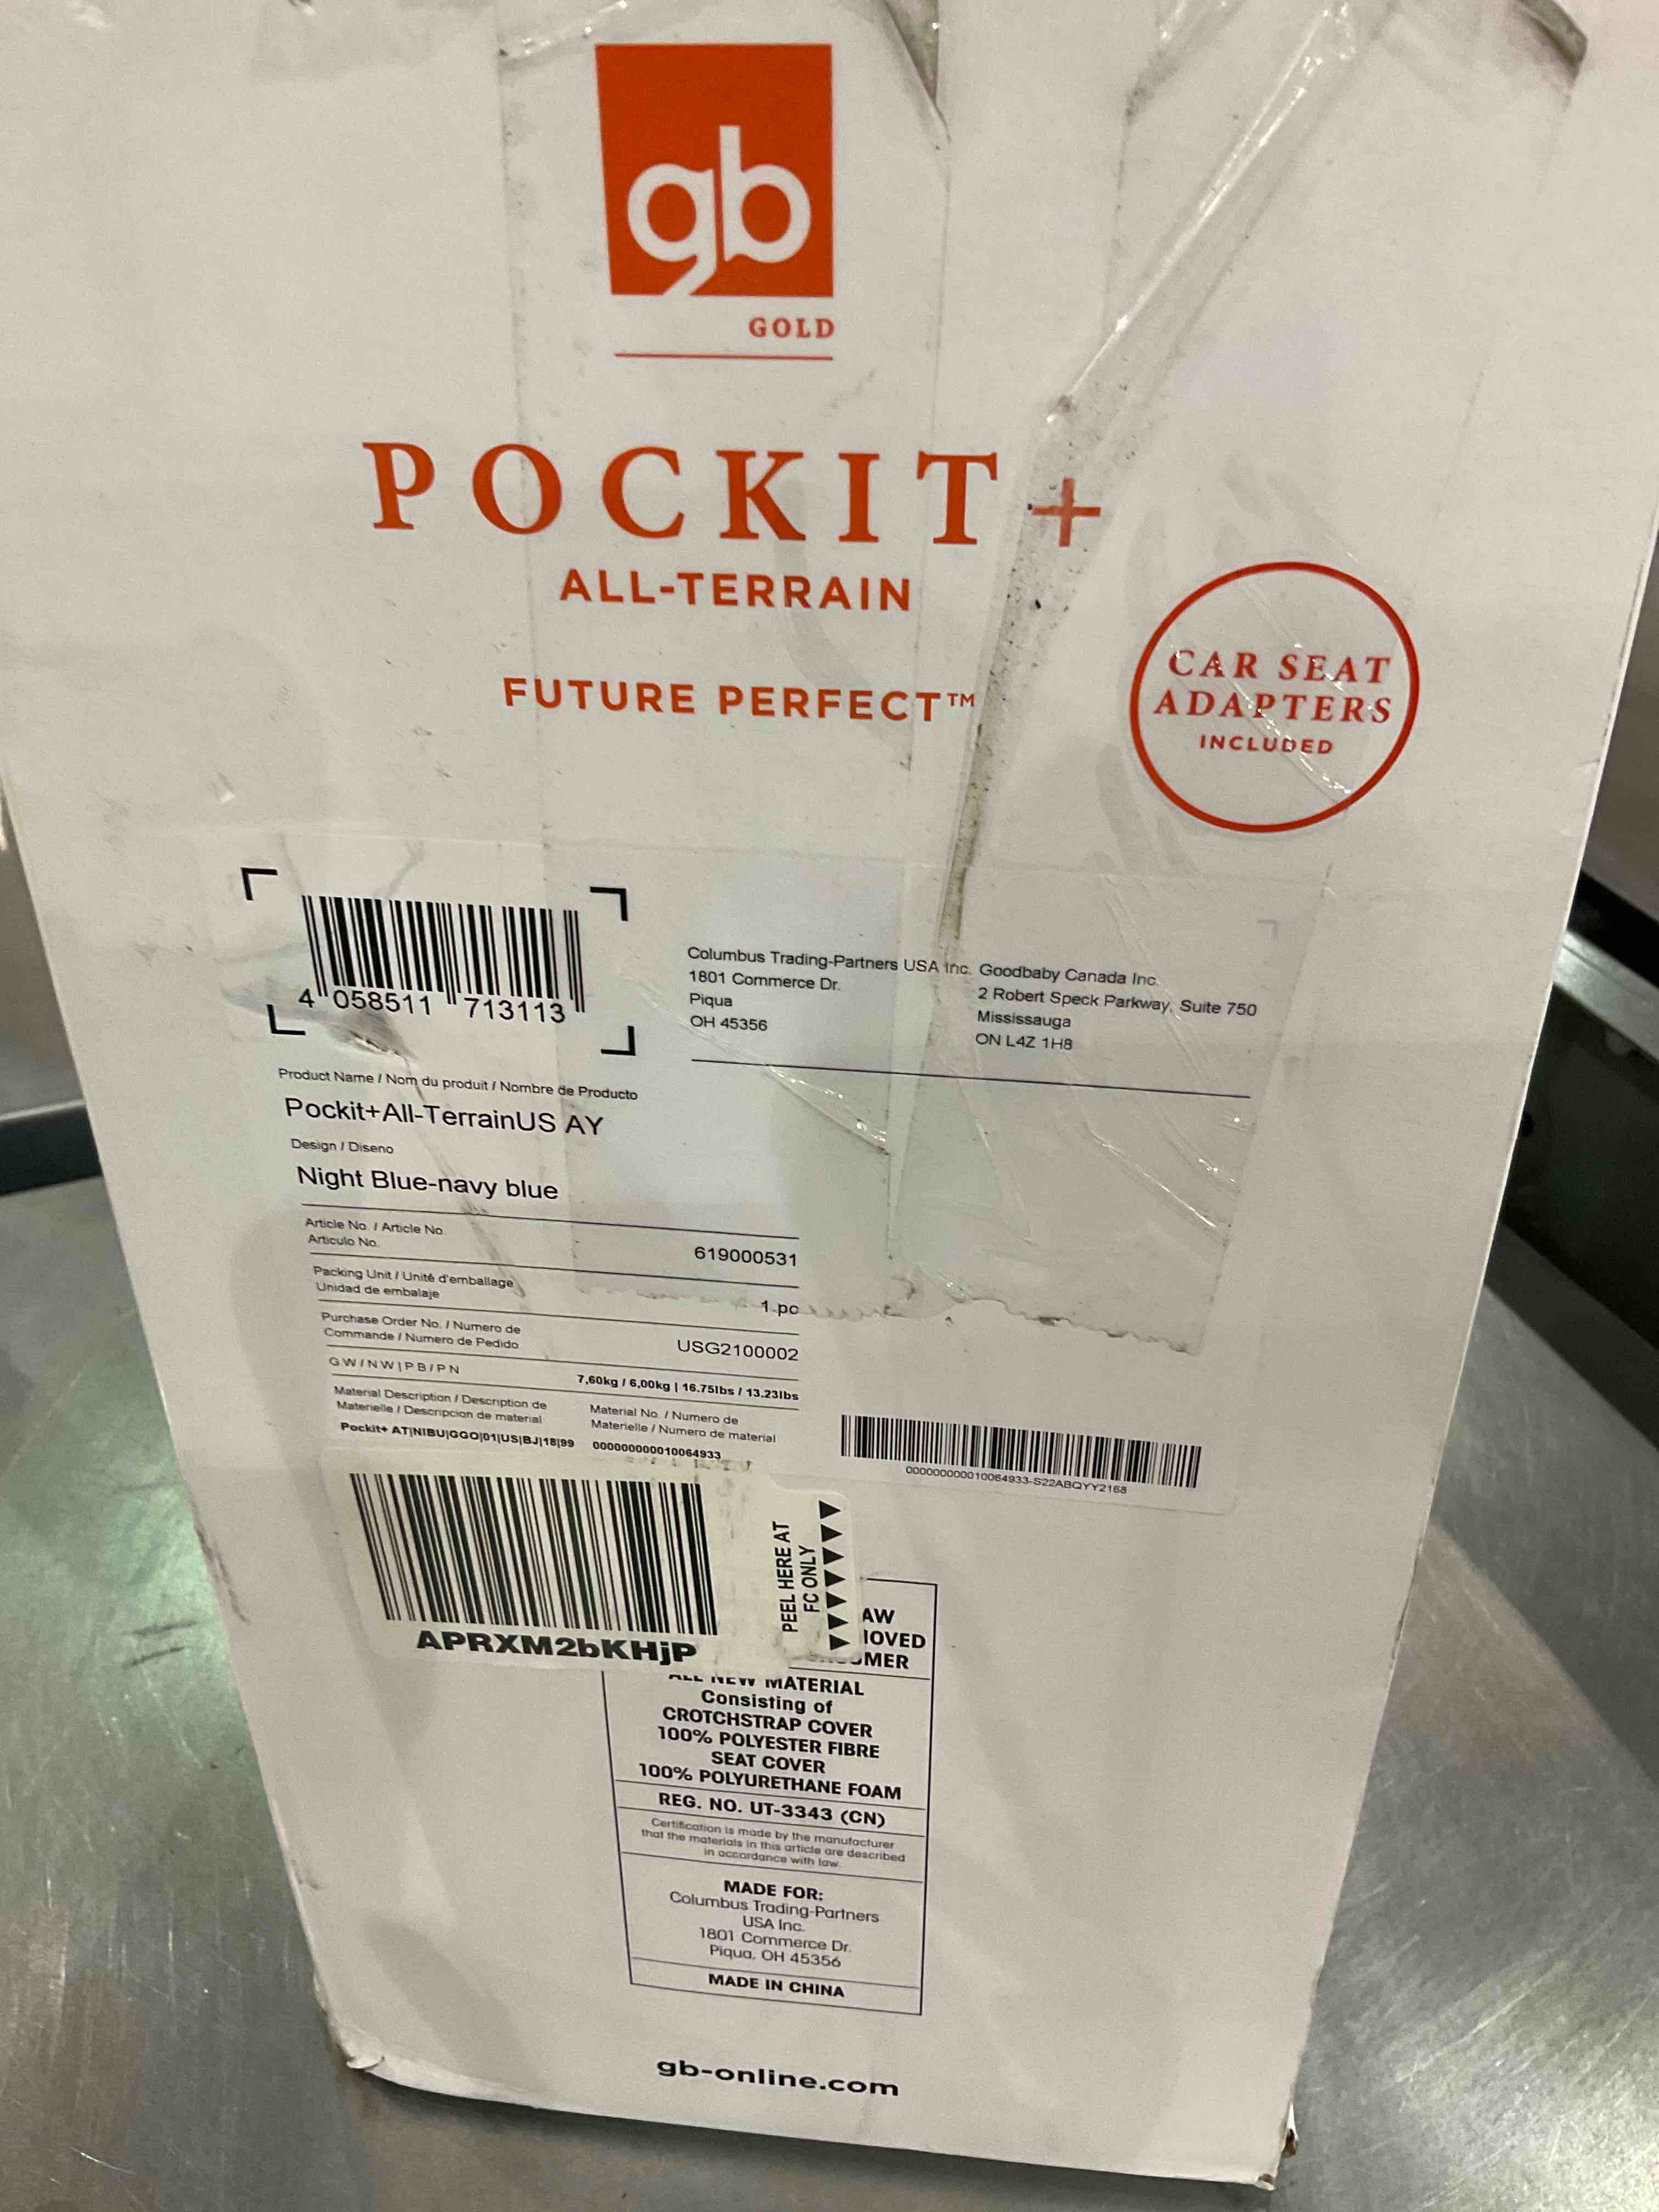 gb
GOLD
POCKIT+
ALL-TERRAIN
FUTURE PERFECT™
CAR SEAT
ADAPTERS
INCLUDED
4 058511 713113
Columbus Trading-Partners USA Inc.
1801 Commerce Dr.
Piqua
OH 45356
Goodbaby Canada Inc.
2 Robert Speck Parkway, Suite 750
Mississauga
ON L4Z 1H8
Product Name / Nom du produit / Nombre de Producto
Pockit+All-TerrainUS AY
Design / Diseno
Night Blue-navy blue
Article No. / Article No.
Articulo No.
619000531
Packing Unit / Unité d'emballage
Unidad de embalaje
1 pc
Purchase Order No. / Numero de
Commande / Numero de Pedido
USG2100002
G.W/N.W|P.B/P.N
7,60kg / 6,00kg | 16.75lbs / 13.23lbs
Material Description / Description de
Materielle / Descripcion de material
Pockit+ AT|NIBU|GGO|01|US|BJ|18|99
Material No. / Numero de
Materielle / Numero de material
000000000010064933
000000000010064933-S22ABQYY2168
APRXM2bKHjP
PEEL HERE AT
FC ONLY
AW
OVED
MER
ALL NEW MATERIAL
Consisting of
CROTCHSTRAP COVER
100% POLYESTER FIBRE
SEAT COVER
100% POLYURETHANE FOAM
REG. NO. UT-3343 (CN)
Certification is made by the manufacturer
that the materials in this article are described
in accordance with law.
MADE FOR:
Columbus Trading-Partners
USA Inc.
1801 Commerce Dr.
Piqua, OH 45356
MADE IN CHINA
gb-online.com